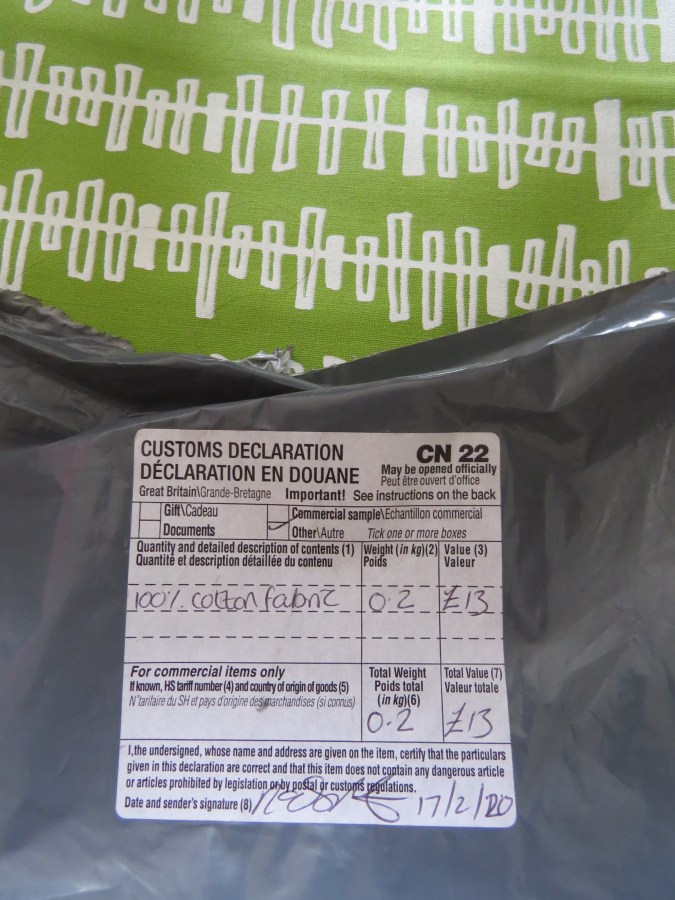 CUSTOMS DECLARATION CN 22
DÉCLARATION EN DOUANE May be opened officially
Peut être ouvert d'office
Great Britain\Grande-Bretagne Important! See instructions on the back
Gift\Cadeau Commercial sample\Echantillon commercial
Documents Other\Autre Tick one or more boxes
Quantity and detailed description of contents (1) Weight (in kg)(2) Value (3)
Quantité et description détaillée du contenu Poids Valeur
100% cotton fabric 0.2 £13
For commercial items only Total Weight Total Value (7)
If known, HS tariff number (4) and country of origin of goods (5) Poids total Valeur totale
N°tarifaire du SH et pays d'origine des marchandises (si connus) (in kg)(6)
0.2 £13
I, the undersigned, whose name and address are given on the item, certify that the particulars
given in this declaration are correct and that this item does not contain any dangerous article
or articles prohibited by legislation or by postal or customs regulations.
Date and sender's signature (8) 17/2/20